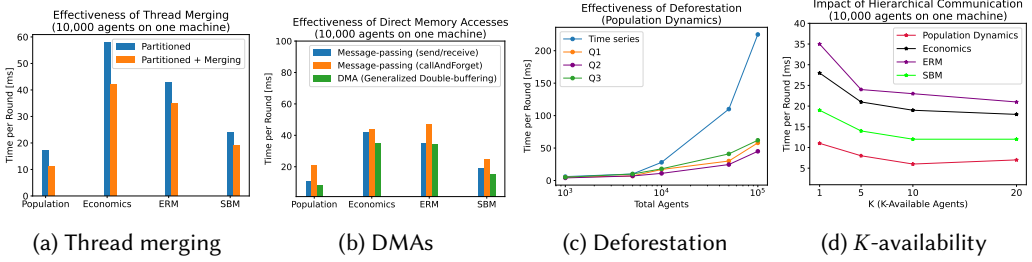 Effectiveness of Thread Merging
(10,000 agents on one machine)
Time per Round [ms]
60
50
40
30
20
10
0
Partitioned
Partitioned + Merging
Population
Economics
ERM
SBM
(a) Thread merging
Effectiveness of Direct Memory Accesses
(10,000 agents on one machine)
Time per Round [ms]
100
80
60
40
20
Message-passing (send/receive)
Message-passing (callAndForget)
DMA (Generalized Double-buffering)
Population
Economics
ERM
SBM
(b) DMAs
Effectiveness of Deforestation
(Population Dynamics)
Time per Round [ms]
200
150
100
50
0
Time series
Q1
Q2
Q3
10³
10⁴
10⁵
Total Agents
(c) Deforestation
Impact of Hierarchical Communication
(10,000 agents on one machine)
Time per Round [ms]
40
35
30
25
20
15
10
5
Population Dynamics
Economics
ERM
SBM
1
5
10
20
K (K-Available Agents)
(d) K-availability